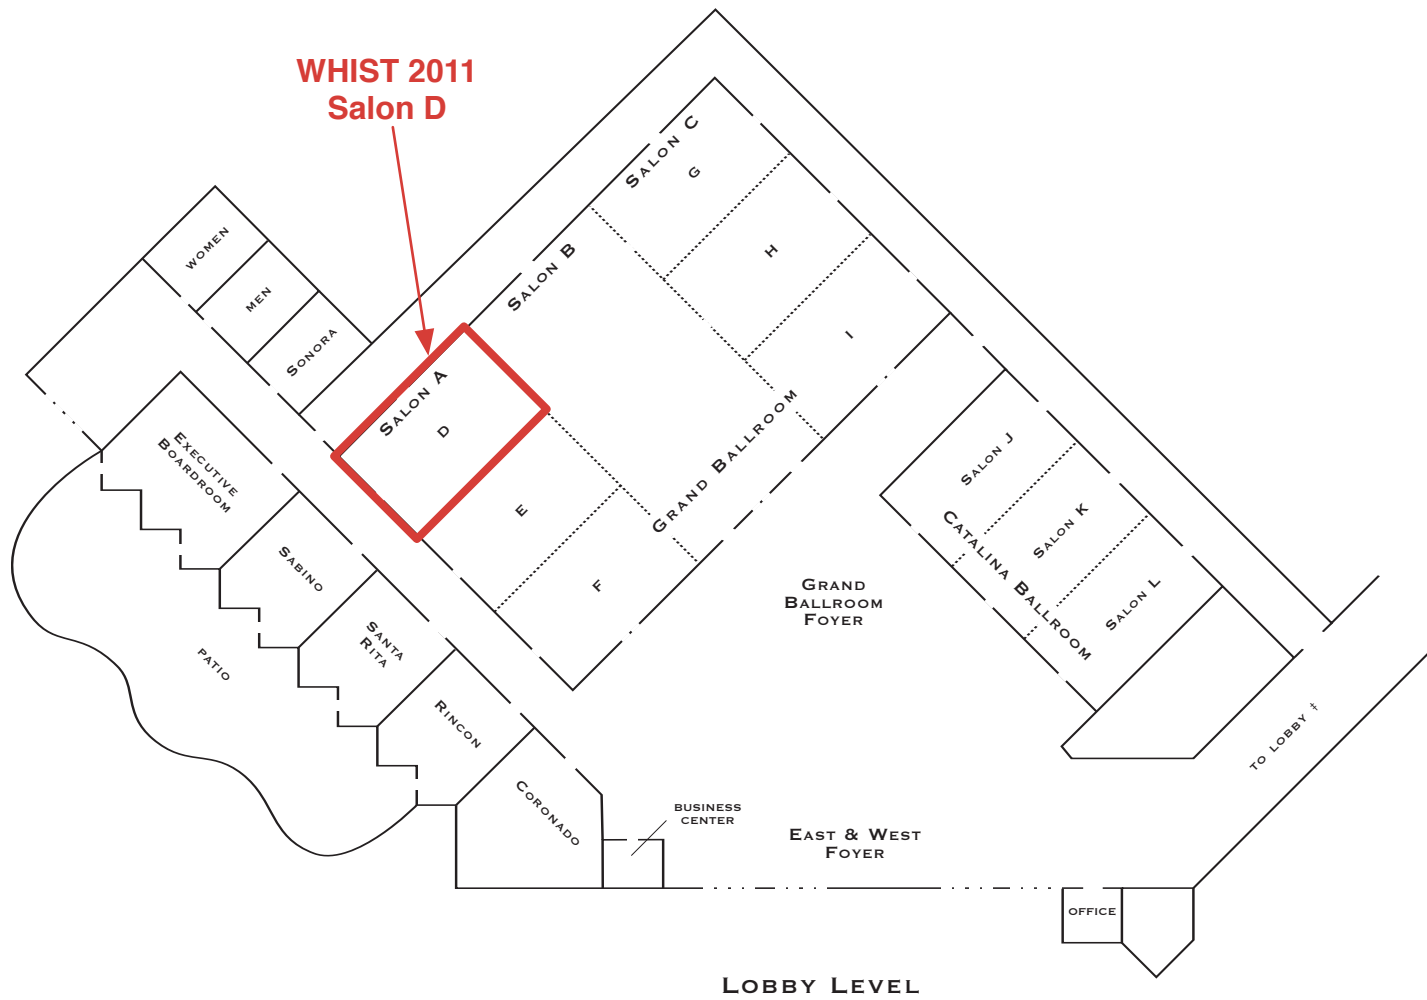 WHIST 2011
Salon D
SALON C
G
SALON B
H
I
WOMEN
MEN
SONORA
SALON A
D
E
F
GRAND BALLROOM
EXECUTIVE
BOARDROOM
SABINO
SANTA
RITA
RINCON
CORONADO
PATIO
BUSINESS
CENTER
GRAND
BALLROOM
FOYER
SALON J
SALON K
SALON L
CATALINA BALLROOM
TO LOBBY ‡
EAST & WEST
FOYER
OFFICE
LOBBY LEVEL